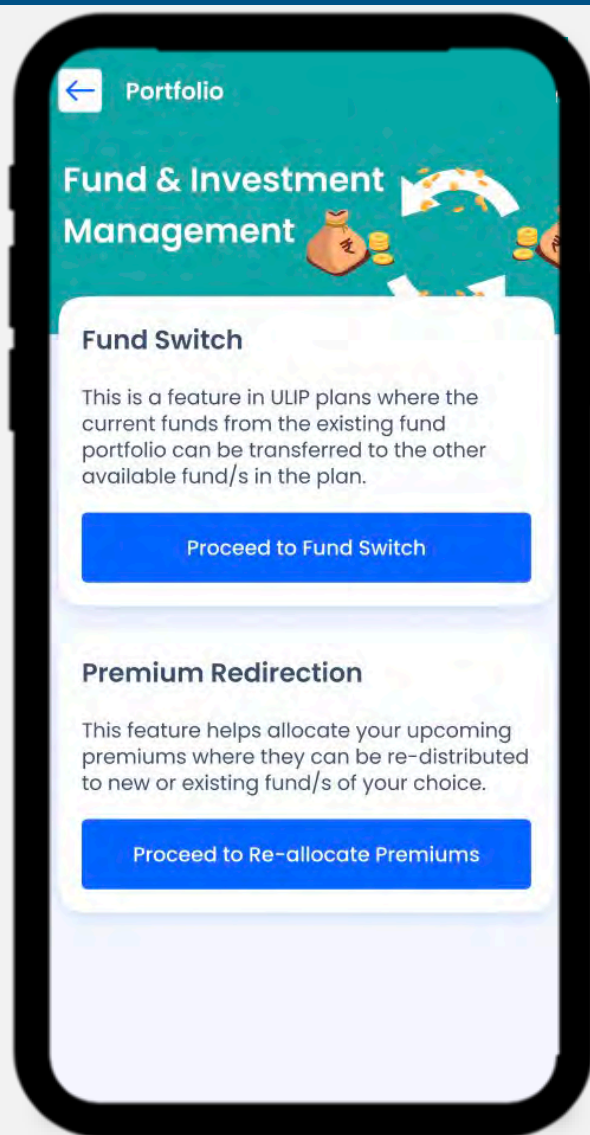 Portfolio
Fund & Investment
Management
₹
₹
Fund Switch
This is a feature in ULIP plans where the
current funds from the existing fund
portfolio can be transferred to the other
available fund/s in the plan.
Proceed to Fund Switch
Premium Redirection
This feature helps allocate your upcoming
premiums where they can be re-distributed
to new or existing fund/s of your choice.
Proceed to Re-allocate Premiums